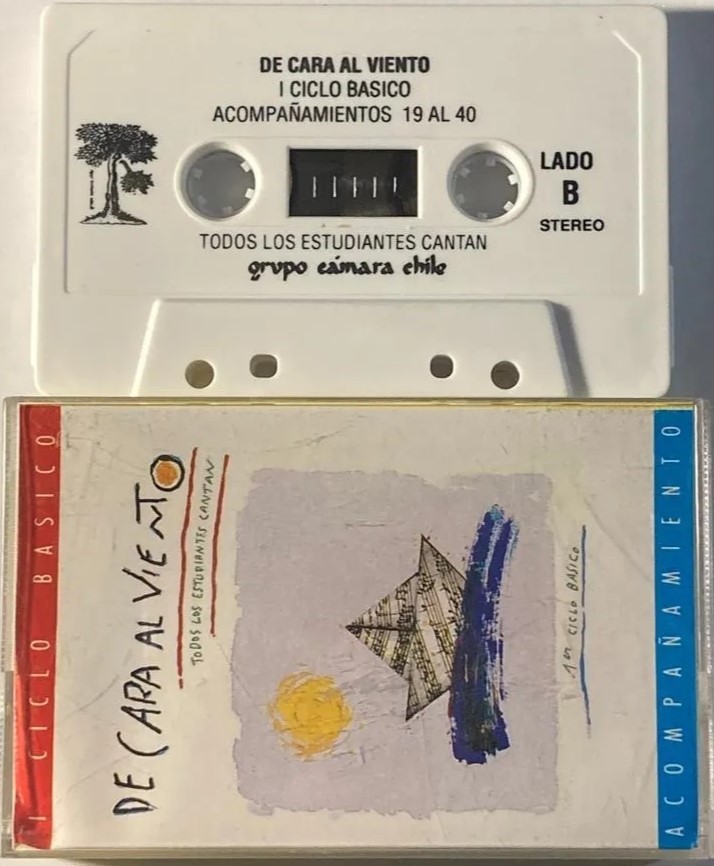 DE CARA AL VIENTO
I CICLO BASICO
ACOMPAÑAMIENTOS 19 AL 40
LADO
B
STEREO
TODOS LOS ESTUDIANTES CANTAN
grupo cámara chile
I CICLO BASICO
DE CARA AL VIENTO
TODOS LOS ESTUDIANTES CANTAN
1er CICLO BASICO
ACOMPAÑAMIENTO